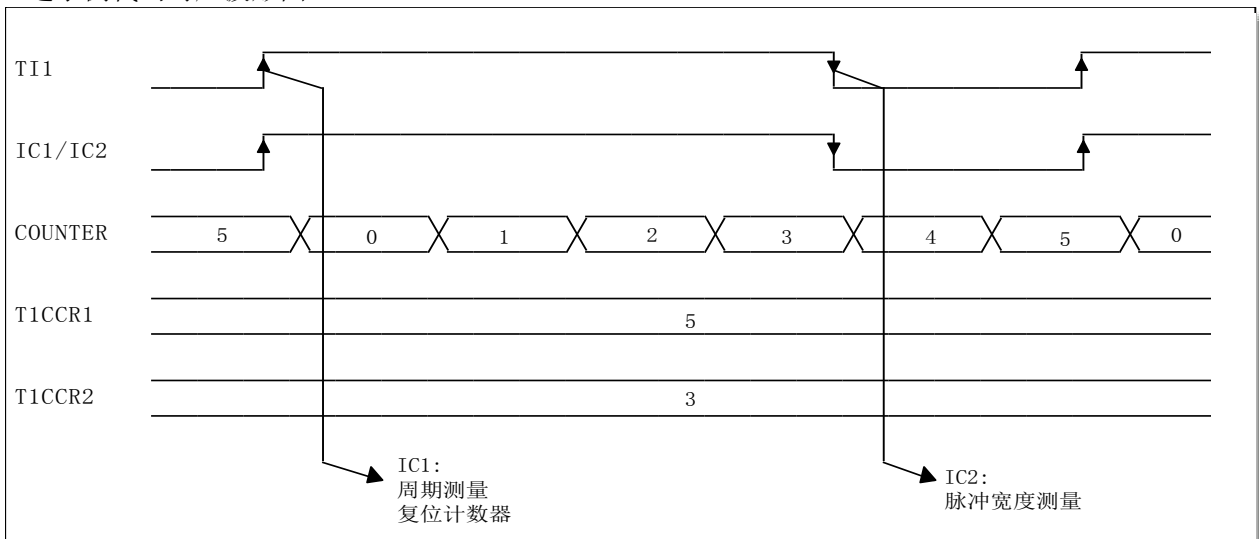 TI1
IC1/IC2
COUNTER 5 0 1 2 3 4 5 0
T1CCR1 5
T1CCR2 3
IC1:
周期测量
复位计数器
IC2:
脉冲宽度测量